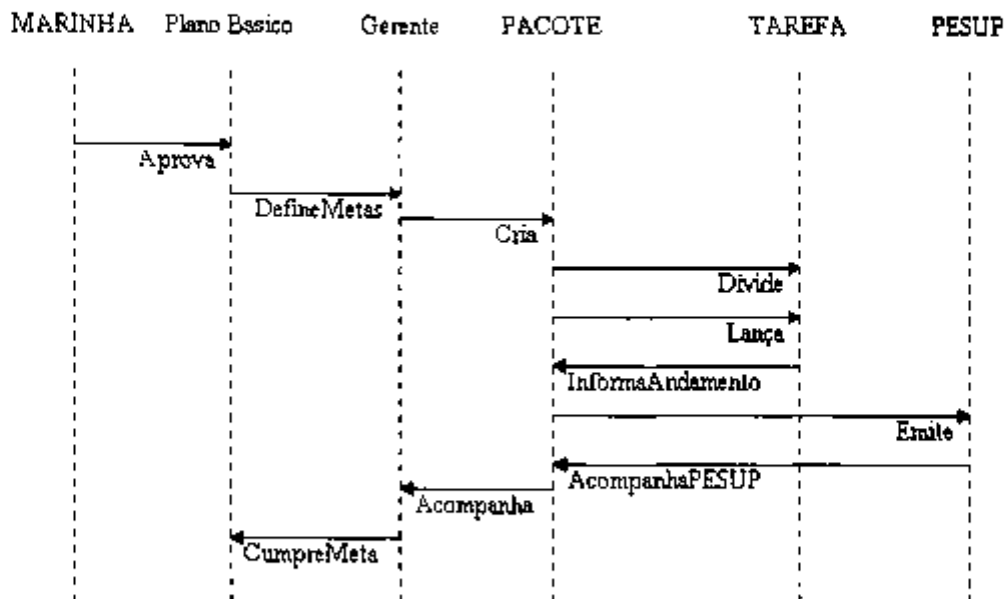 MARINHA Plano Basico Gerente PACOTE TAREFA PESUP
Aprova
DefineMetas
Cria
Divide
Lança
InformaAndamento
Emite
AcompanhaPESUP
Acompanha
CumpreMeta